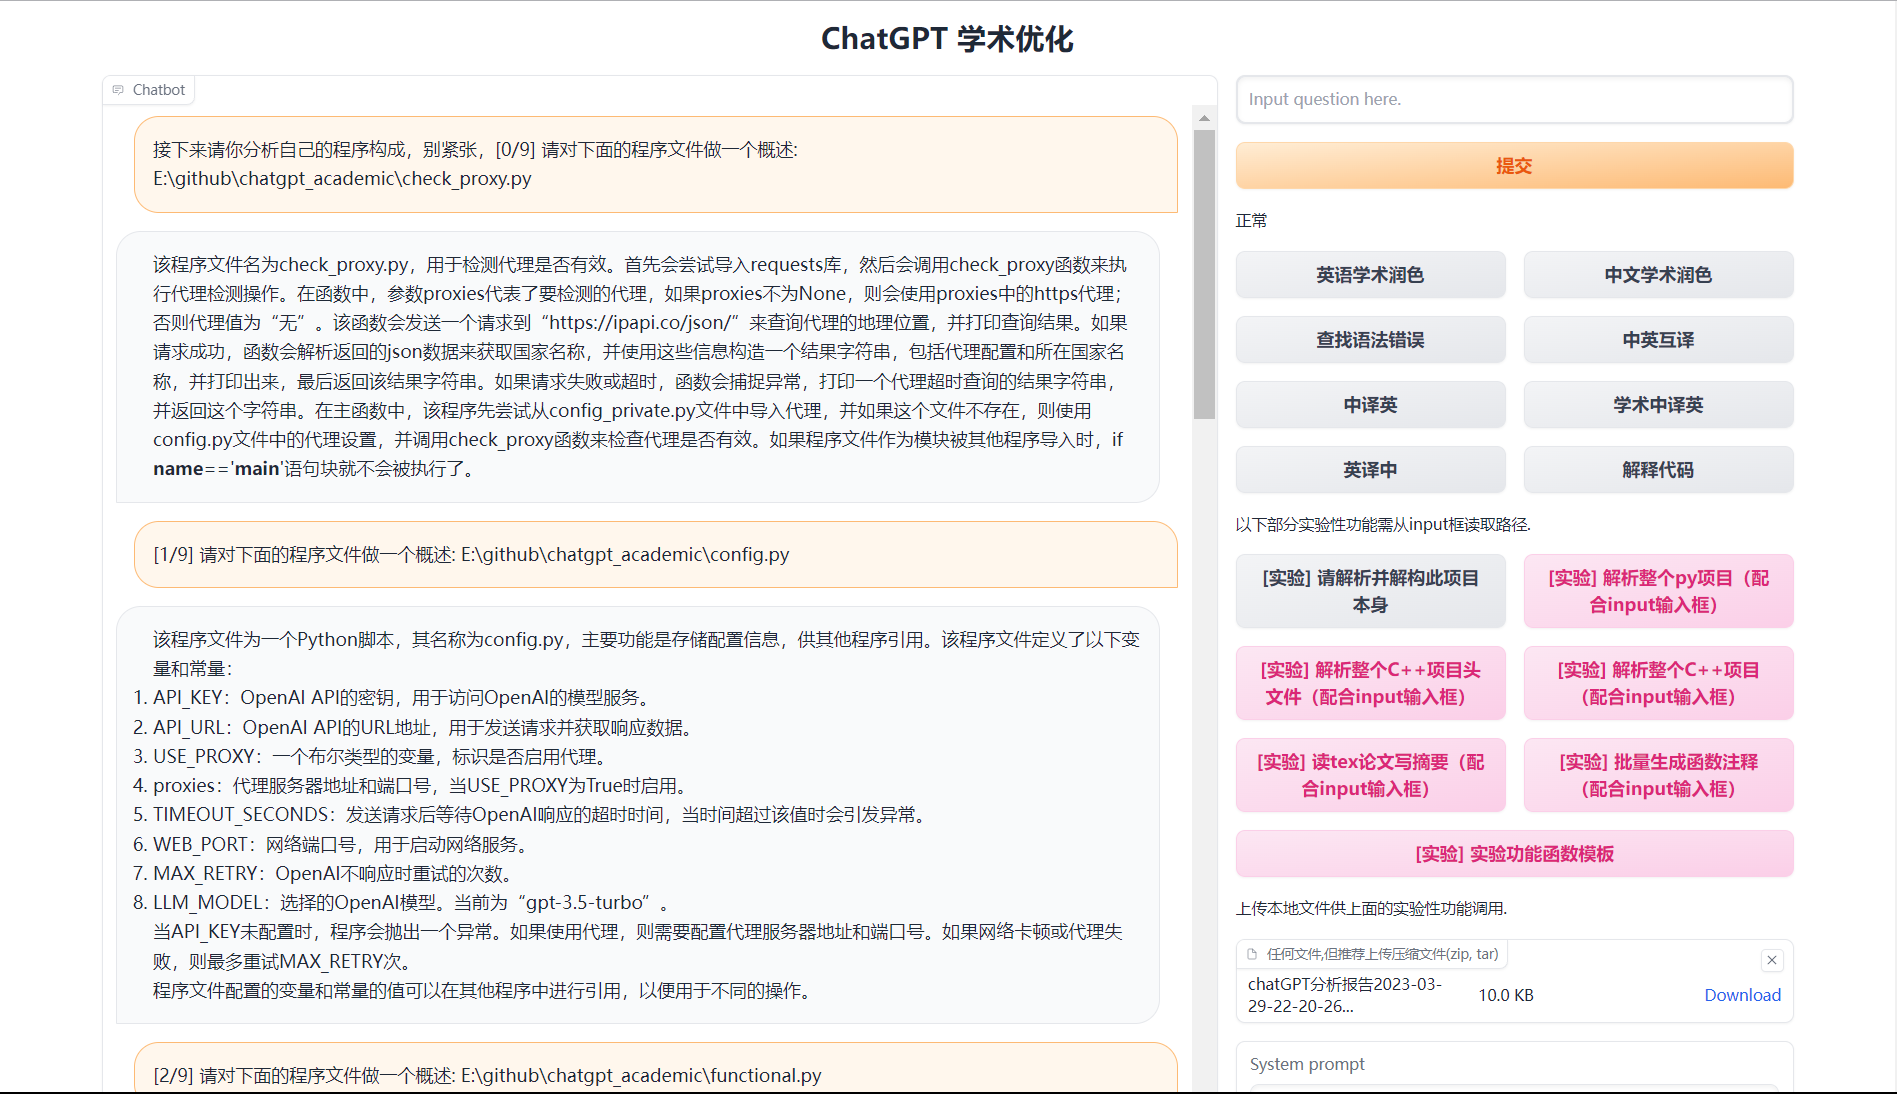 ChatGPT 学术优化
Chatbot
接下来请你分析自己的程序构成，别紧张，[0/9] 请对下面的程序文件做一个概述:
E:\github\chatgpt_academic\check_proxy.py
该程序文件名为check_proxy.py，用于检测代理是否有效。首先会尝试导入requests库，然后会调用check_proxy函数来执
行代理检测操作。在函数中，参数proxies代表了要检测的代理，如果proxies不为None，则会使用proxies中的https代理；
否则代理值为“无”。该函数会发送一个请求到“https://ipapi.co/json/”来查询代理的地理位置，并打印查询结果。如果
请求成功，函数会解析返回的json数据来获取国家名称，并使用这些信息构造一个结果字符串，包括代理配置和所在国家名
称，并打印出来，最后返回该结果字符串。如果请求失败或超时，函数会捕捉异常，打印一个代理超时查询的结果字符串，
并返回这个字符串。在主函数中，该程序先尝试从config_private.py文件中导入代理，并如果这个文件不存在，则使用
config.py文件中的代理设置，并调用check_proxy函数来检查代理是否有效。如果程序文件作为模块被其他程序导入时，if
name=='main'语句块就不会被执行了。
[1/9] 请对下面的程序文件做一个概述: E:\github\chatgpt_academic\config.py
该程序文件为一个Python脚本，其名称为config.py，主要功能是存储配置信息，供其他程序引用。该程序文件定义了以下变
量和常量：
1. API_KEY：OpenAI API的密钥，用于访问OpenAI的模型服务。
2. API_URL：OpenAI API的URL地址，用于发送请求并获取响应数据。
3. USE_PROXY：一个布尔类型的变量，标识是否启用代理。
4. proxies：代理服务器地址和端口号，当USE_PROXY为True时启用。
5. TIMEOUT_SECONDS：发送请求后等待OpenAI响应的超时时间，当时间超过该值时会引发异常。
6. WEB_PORT：网络端口号，用于启动网络服务。
7. MAX_RETRY：OpenAI不响应时重试的次数。
8. LLM_MODEL：选择的OpenAI模型。当前为“gpt-3.5-turbo”。
当API_KEY未配置时，程序会抛出一个异常。如果使用代理，则需要配置代理服务器地址和端口号。如果网络卡顿或代理失
败，则最多重试MAX_RETRY次。
程序文件配置的变量和常量的值可以在其他程序中进行引用，以便用于不同的操作。
[2/9] 请对下面的程序文件做一个概述: E:\github\chatgpt_academic\functional.py
Input question here.
提交
正常
英语学术润色
中文学术润色
查找语法错误
中英互译
中译英
学术中译英
英译中
解释代码
以下部分实验性功能需从input框读取路径.
[实验] 请解析并解构此项目
本身
[实验] 解析整个py项目（配
合input输入框）
[实验] 解析整个C++项目头
文件（配合input输入框）
[实验] 解析整个C++项目
（配合input输入框）
[实验] 读tex论文写摘要（配
合input输入框）
[实验] 批量生成函数注释
（配合input输入框）
[实验] 实验功能函数模板
上传本地文件供上面的实验性功能调用.
任何文件,但推荐上传压缩文件(zip, tar)
chatGPT分析报告2023-03-
29-22-20-26...
10.0 KB
Download
System prompt